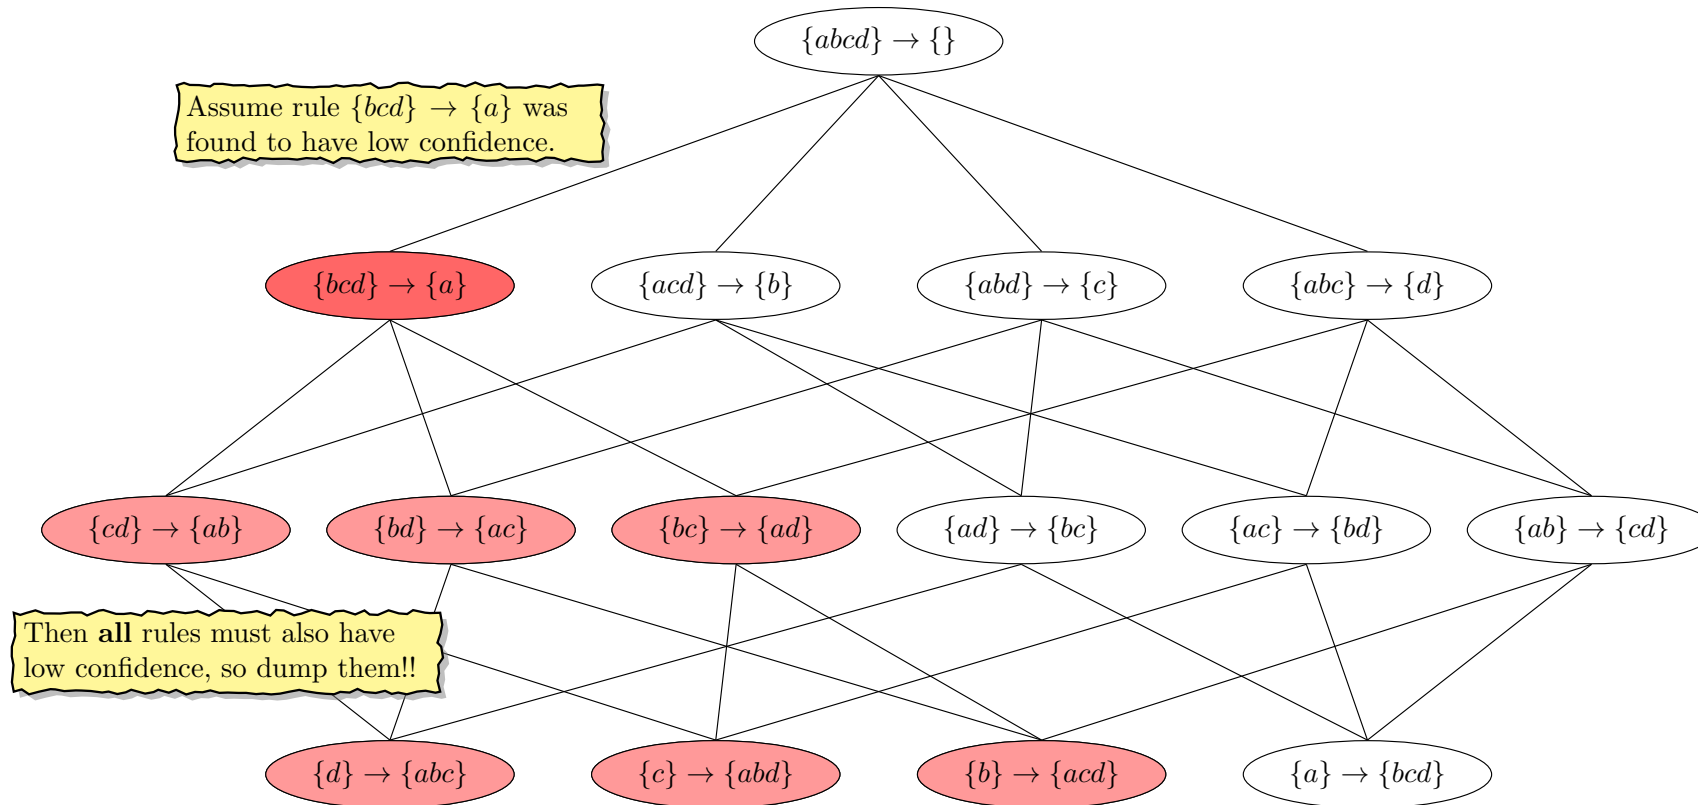 {abcd} → {}
Assume rule {bcd} → {a} was
found to have low confidence.
{bcd} → {a}
{acd} → {b}
{abd} → {c}
{abc} → {d}
{cd} → {ab}
{bd} → {ac}
{bc} → {ad}
{ad} → {bc}
{ac} → {bd}
{ab} → {cd}
Then all rules must also have
low confidence, so dump them!!
{d} → {abc}
{c} → {abd}
{b} → {acd}
{a} → {bcd}